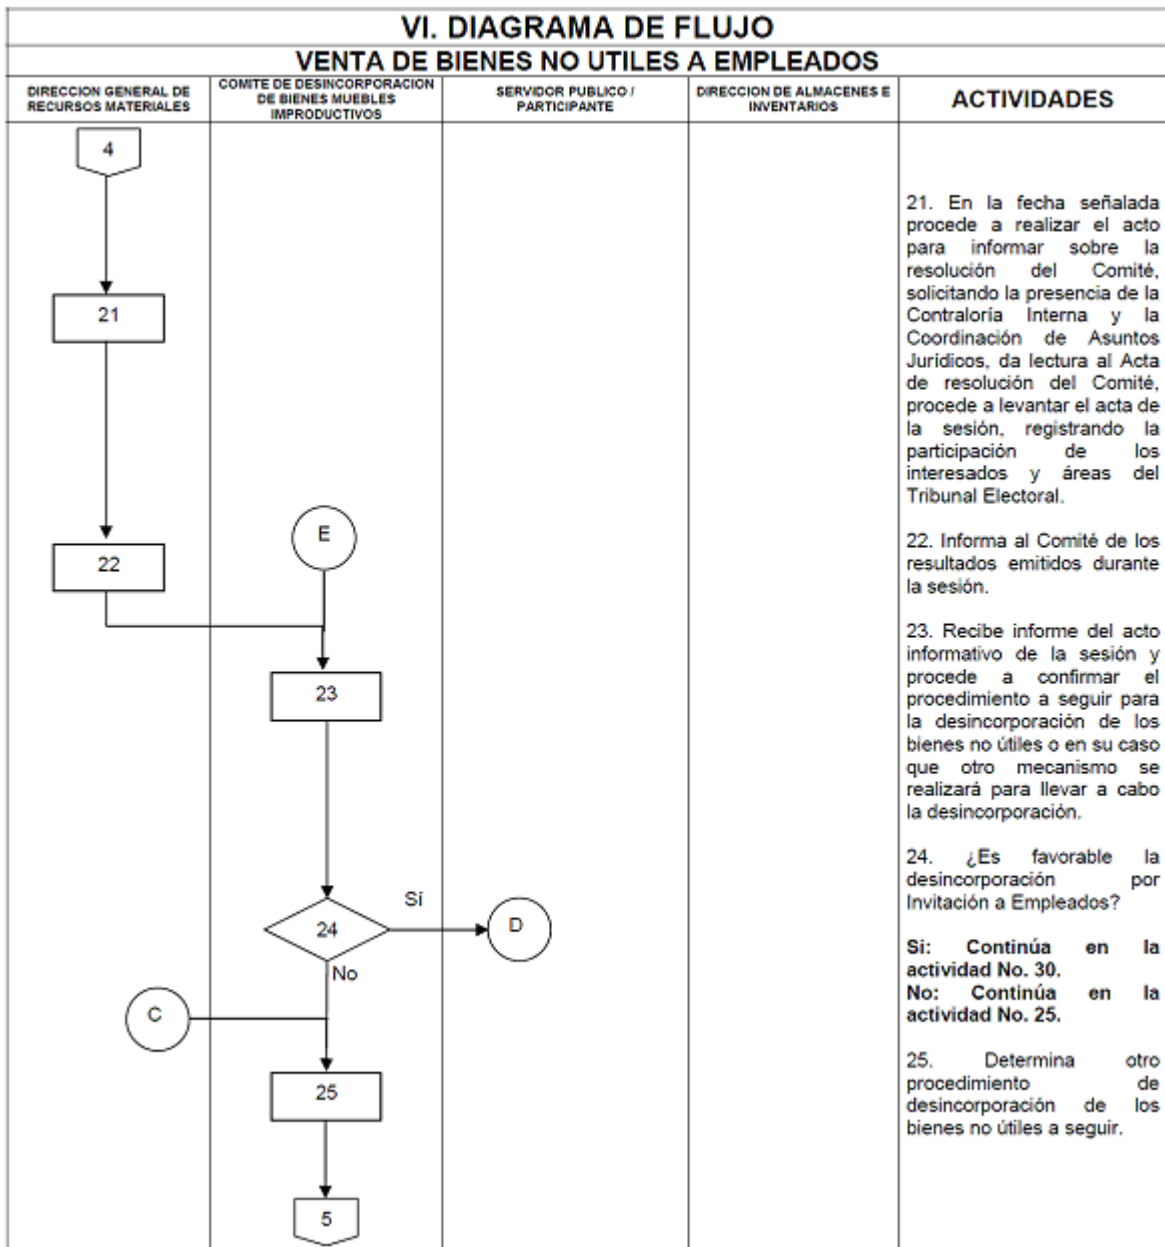 VI. DIAGRAMA DE FLUJO
VENTA DE BIENES NO UTILES A EMPLEADOS
DIRECCION GENERAL DE
RECURSOS MATERIALES
COMITE DE DESINCORPORACION
DE BIENES MUEBLES
IMPRODUCTIVOS
SERVIDOR PUBLICO /
PARTICIPANTE
DIRECCION DE ALMACENES E
INVENTARIOS
ACTIVIDADES
4
21
22
E
23
24
Sí
D
No
C
25
5
21. En la fecha señalada
procede a realizar el acto
para informar sobre la
resolución del Comité,
solicitando la presencia de la
Contraloría Interna y la
Coordinación de Asuntos
Jurídicos, da lectura al Acta
de resolución del Comité,
procede a levantar el acta de
la sesión, registrando la
participación de los
interesados y áreas del
Tribunal Electoral.
22. Informa al Comité de los
resultados emitidos durante
la sesión.
23. Recibe informe del acto
informativo de la sesión y
procede a confirmar el
procedimiento a seguir para
la desincorporación de los
bienes no útiles o en su caso
que otro mecanismo se
realizará para llevar a cabo
la desincorporación.
24. ¿Es favorable la
desincorporación por
Invitación a Empleados?
Si: Continúa en la
actividad No. 30.
No: Continúa en la
actividad No. 25.
25. Determina otro
procedimiento de
desincorporación de los
bienes no útiles a seguir.